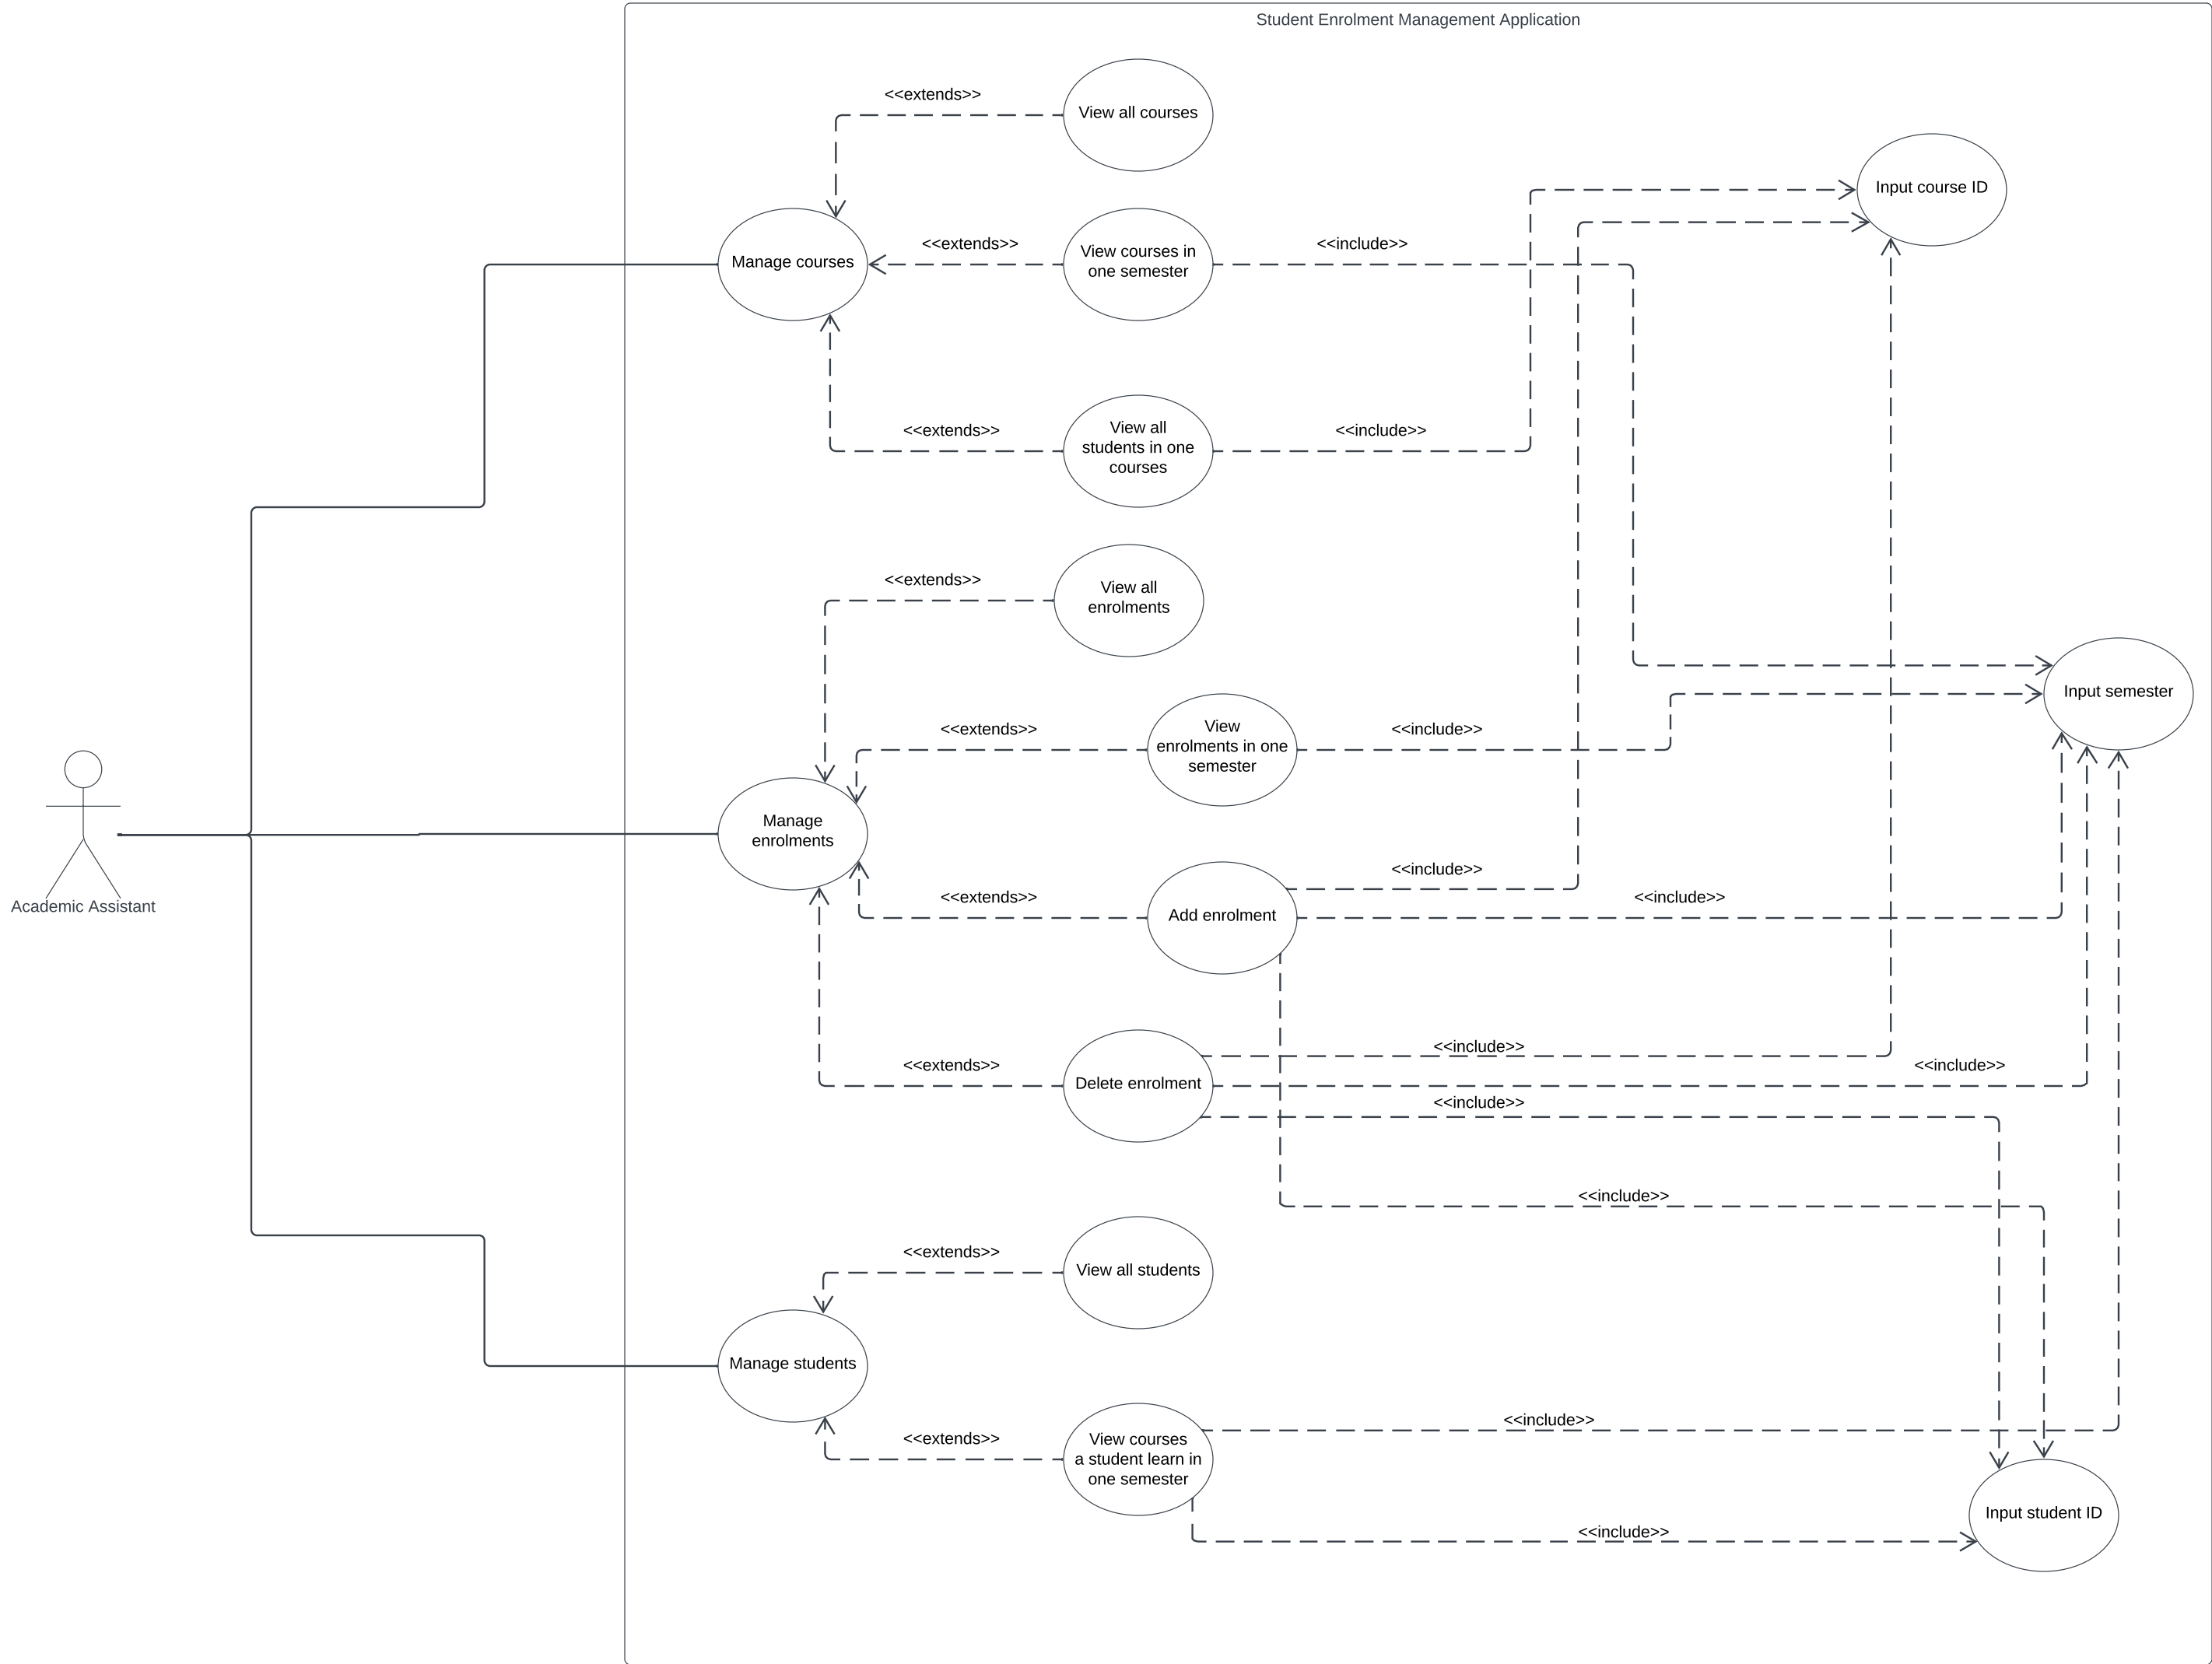 Student Enrolment Management Application
<<extends>>
View all courses
Input course ID
Manage courses
<<extends>>
View courses in
one semester
<<include>>
<<extends>>
View all
students in one
courses
<<include>>
<<extends>>
View all
enrolments
Input semester
<<extends>>
View
enrolments in one
semester
<<include>>
Manage
enrolments
Academic Assistant
<<include>>
<<extends>>
Add enrolment
<<include>>
<<include>>
<<extends>>
Delete enrolment
<<include>>
<<include>>
<<include>>
<<extends>>
View all students
Manage students
<<extends>>
View courses
a student learn in
one semester
<<include>>
Input student ID
<<include>>